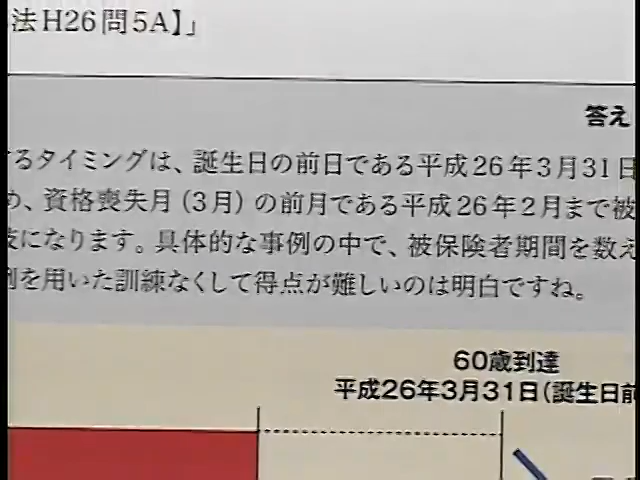 法H26問5A】」
答え
するタイミングは、誕生日の前日である平成26年3月31日
め、資格喪失月（3月）の前月である平成26年2月まで被
になります。具体的な事例の中で、被保険者期間を数え
例を用いた訓練なくして得点が難しいのは明白ですね。
60歳到達
平成26年3月31日（誕生日前